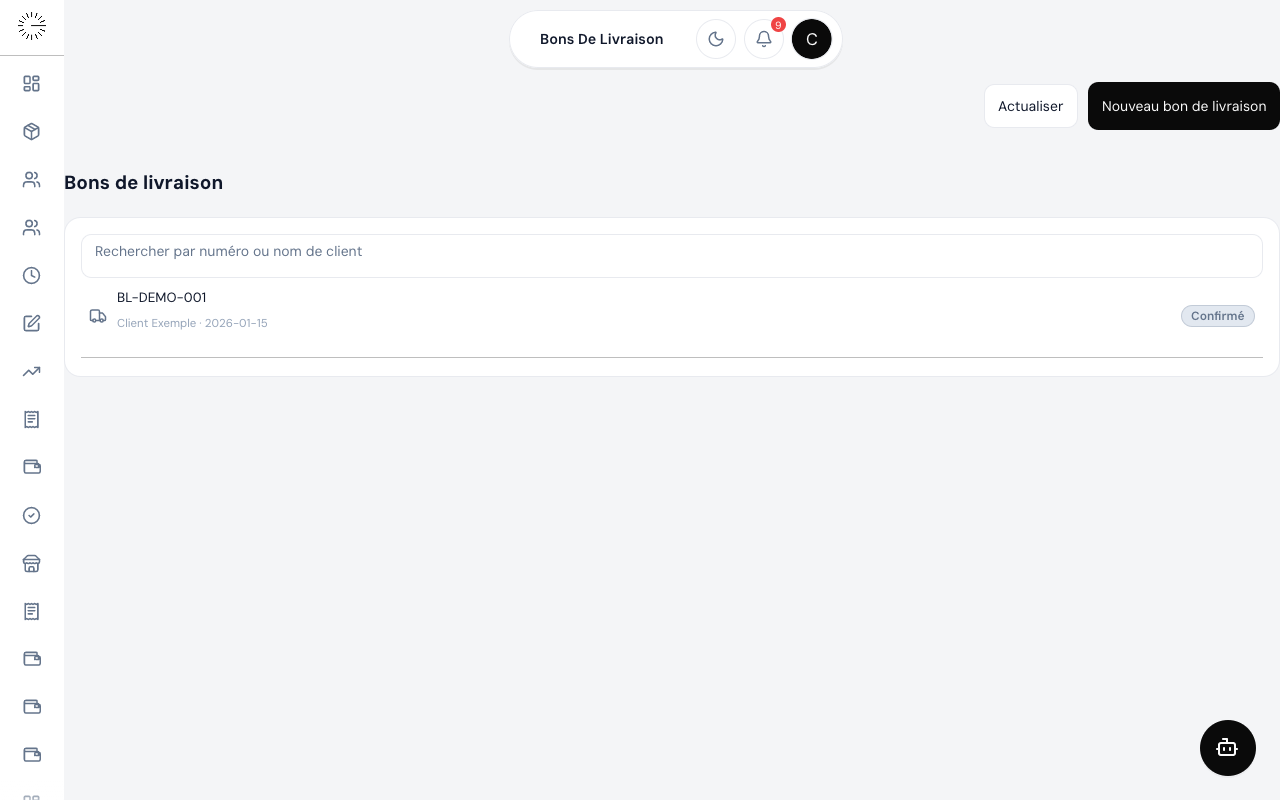 Bons De Livraison
9
C
Actualiser
Nouveau bon de livraison
Bons de livraison
Rechercher par numéro ou nom de client
BL-DEMO-001
Client Exemple · 2026-01-15
Confirmé